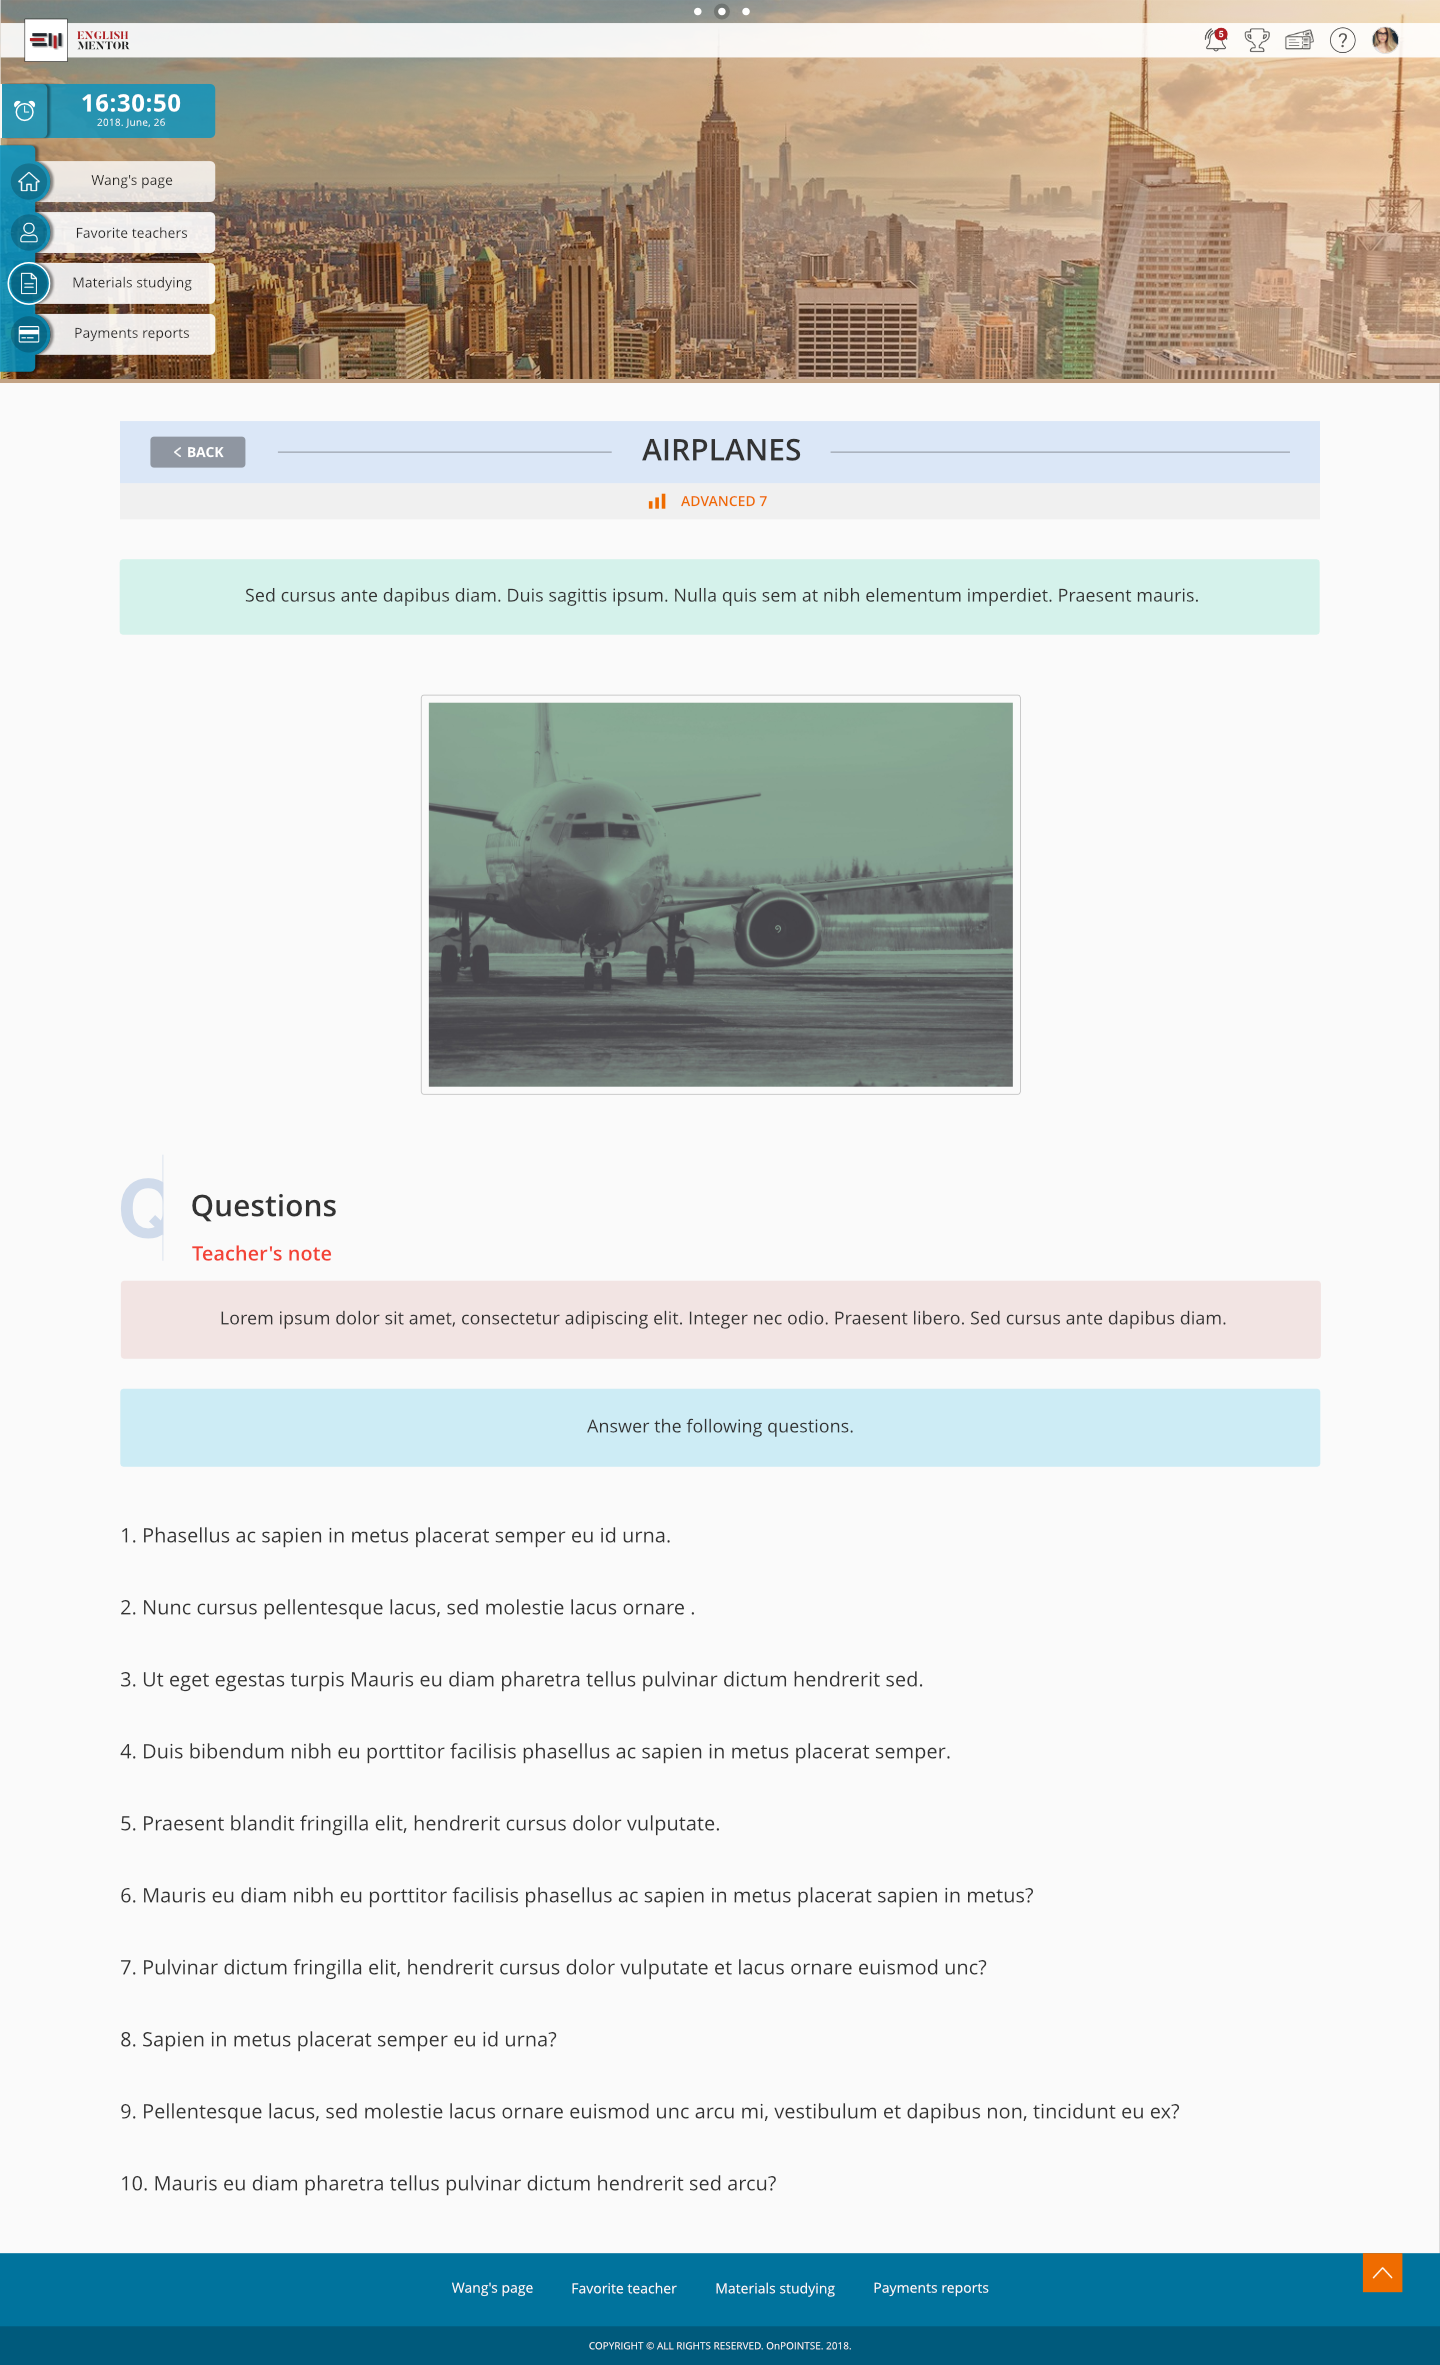 ENGLISH
MENTOR
5
?
16:30:50
2018. June, 26
Wang's page
Favorite teachers
Materials studying
Payments reports
< BACK
AIRPLANES
ADVANCED 7
Sed cursus ante dapibus diam. Duis sagittis ipsum. Nulla quis sem at nibh elementum imperdiet. Praesent mauris.
Q
Questions
Teacher's note
Lorem ipsum dolor sit amet, consectetur adipiscing elit. Integer nec odio. Praesent libero. Sed cursus ante dapibus diam.
Answer the following questions.
1. Phasellus ac sapien in metus placerat semper eu id urna.
2. Nunc cursus pellentesque lacus, sed molestie lacus ornare .
3. Ut eget egestas turpis Mauris eu diam pharetra tellus pulvinar dictum hendrerit sed.
4. Duis bibendum nibh eu porttitor facilisis phasellus ac sapien in metus placerat semper.
5. Praesent blandit fringilla elit, hendrerit cursus dolor vulputate.
6. Mauris eu diam nibh eu porttitor facilisis phasellus ac sapien in metus placerat sapien in metus?
7. Pulvinar dictum fringilla elit, hendrerit cursus dolor vulputate et lacus ornare euismod unc?
8. Sapien in metus placerat semper eu id urna?
9. Pellentesque lacus, sed molestie lacus ornare euismod unc arcu mi, vestibulum et dapibus non, tincidunt eu ex?
10. Mauris eu diam pharetra tellus pulvinar dictum hendrerit sed arcu?
Wang's page
Favorite teacher
Materials studying
Payments reports
COPYRIGHT © ALL RIGHTS RESERVED. OnPOINTSE. 2018.